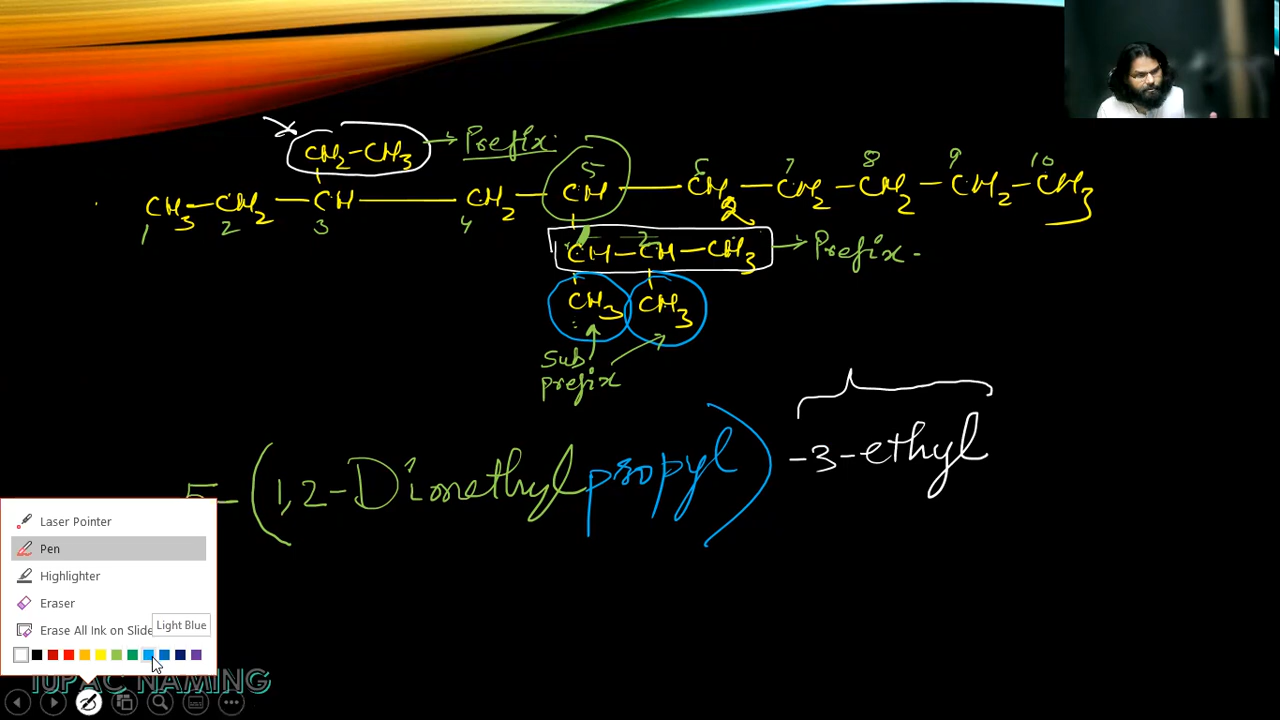 CH2-CH3 → Prefix.
5 6 7 8 9 10
CH3-CH2-CH-CH2-CH-CH2-CH2-CH2-CH2-CH3
1 2 3 4
2
CH-CH-CH3 → Prefix.
CH3 CH3
Sub
prefix
5-(1,2-Dimethylpropyl)-3-ethyl
Laser Pointer
Pen
Highlighter
Eraser
Erase All Ink on Slide
Light Blue
IUPAC NAMING